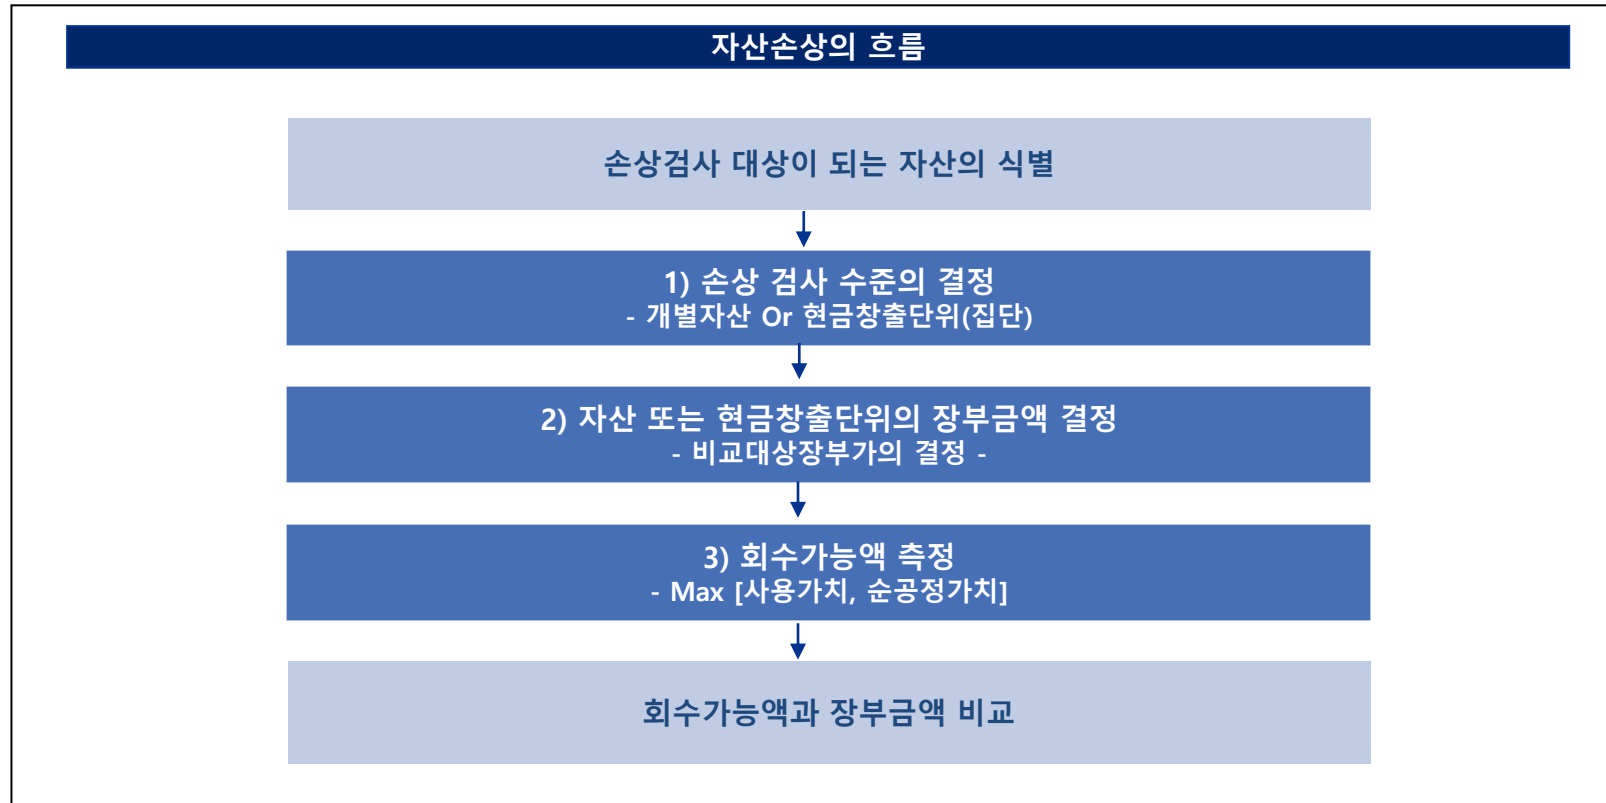 자산손상의 흐름
손상검사 대상이 되는 자산의 식별
1) 손상 검사 수준의 결정
- 개별자산 Or 현금창출단위(집단)
2) 자산 또는 현금창출단위의 장부금액 결정
- 비교대상장부가의 결정 -
3) 회수가능액 측정
- Max [사용가치, 순공정가치]
회수가능액과 장부금액 비교